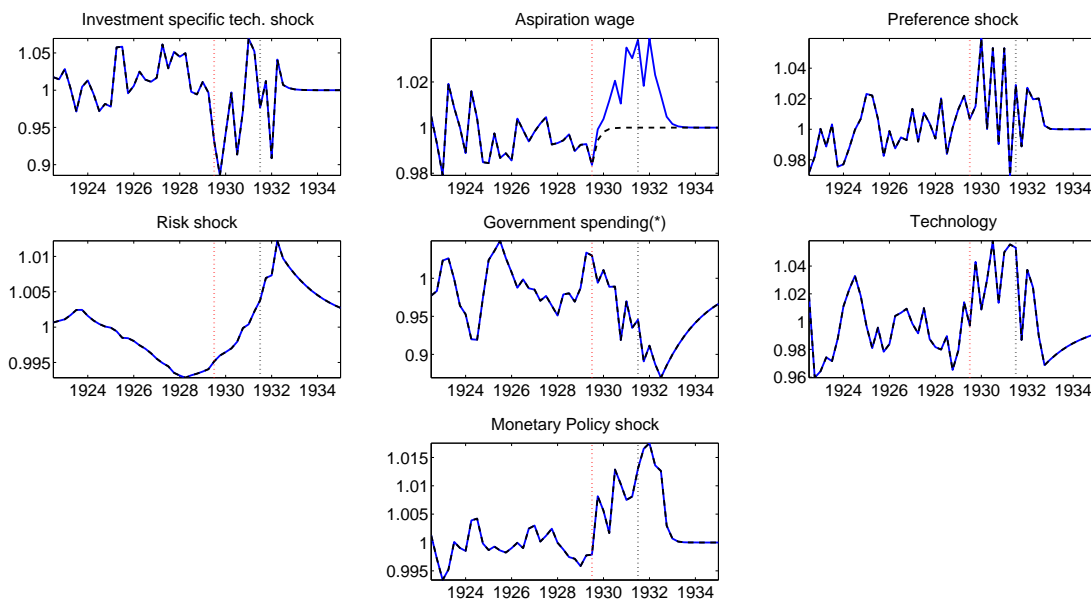 Investment specific tech. shock
1.05
1
0.95
0.9
1924 1926 1928 1930 1932 1934
Aspiration wage
1.02
1
0.98
1924 1926 1928 1930 1932 1934
Preference shock
1.04
1.02
1
0.98
1924 1926 1928 1930 1932 1934
Risk shock
1.01
1.005
1
0.995
1924 1926 1928 1930 1932 1934
Government spending(*)
1
0.95
0.9
1924 1926 1928 1930 1932 1934
Technology
1.04
1.02
1
0.98
0.96
1924 1926 1928 1930 1932 1934
Monetary Policy shock
1.015
1.01
1.005
1
0.995
1924 1926 1928 1930 1932 1934